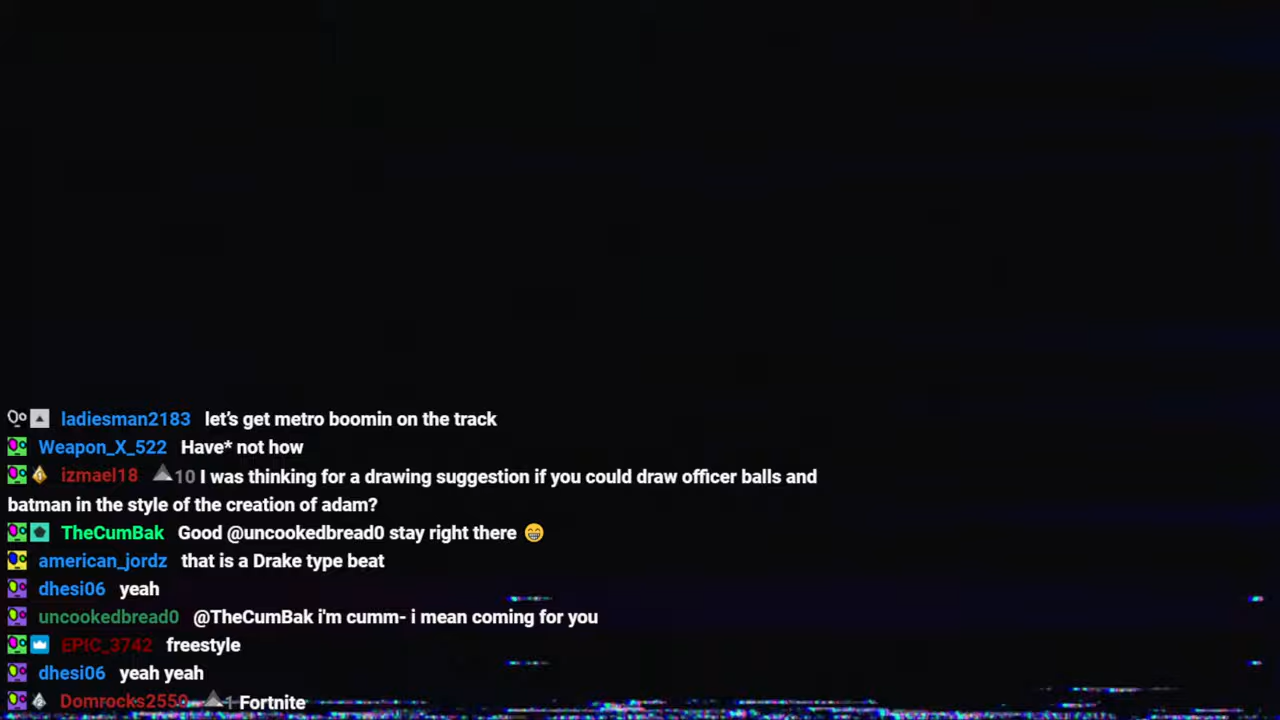 ladiesman2183 let's get metro boomin on the track
Weapon_X_522 Have* not how
izmael18 10 I was thinking for a drawing suggestion if you could draw officer balls and
batman in the style of the creation of adam?
TheCumBak Good @uncookedbread0 stay right there 😁
american_jordz that is a Drake type beat
dhesi06 yeah
uncookedbread0 @TheCumBak i'm cumm- i mean coming for you
EPIC_3742 freestyle
dhesi06 yeah yeah
Domrocks2550 1 Fortnite